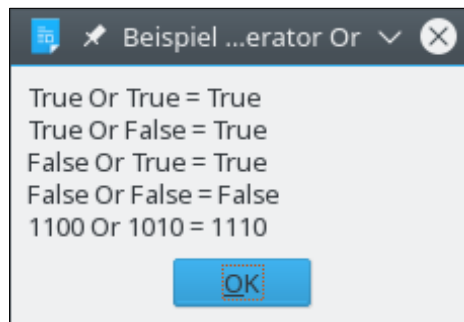 Beispiel ...erator Or
True Or True = True
True Or False = True
False Or True = True
False Or False = False
1100 Or 1010 = 1110
OK